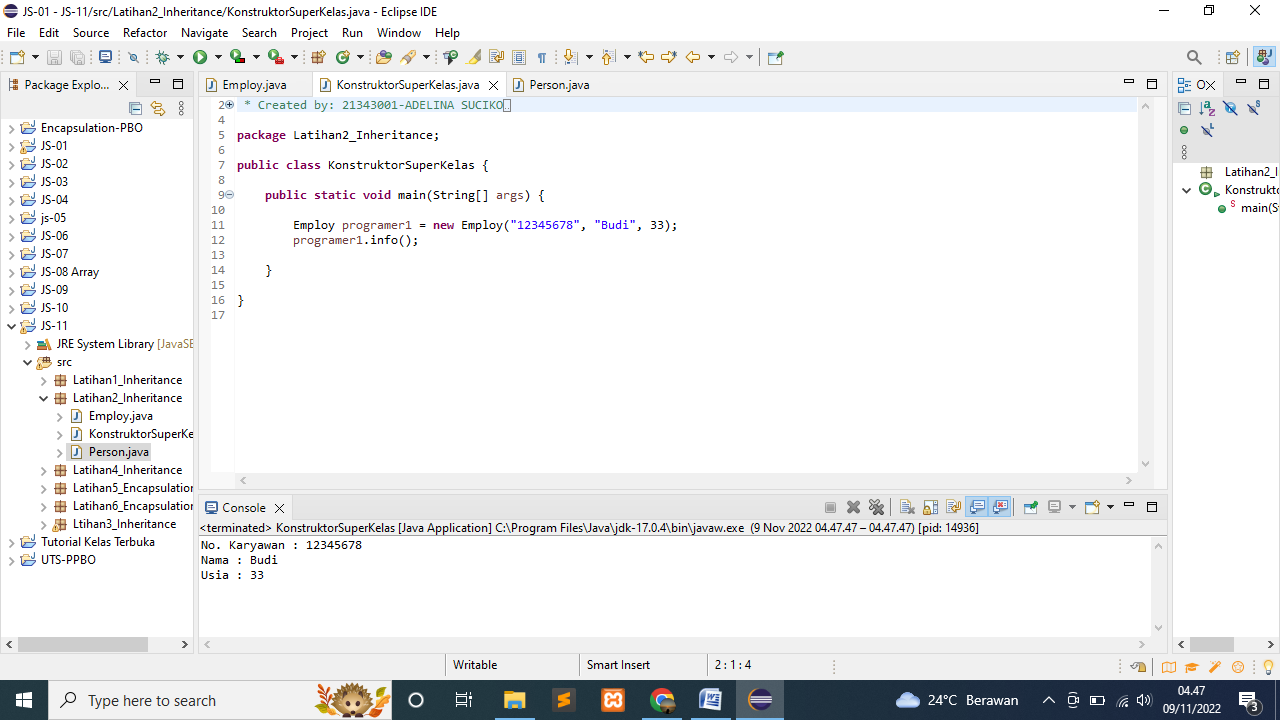 JS-01 - JS-11/src/Latihan2_Inheritance/KonstruktorSuperKelas.java - Eclipse IDE
File Edit Source Refactor Navigate Search Project Run Window Help
Package Explo...
Encapsulation-PBO
JS-01
JS-02
JS-03
JS-04
js-05
JS-06
JS-07
JS-08 Array
JS-09
JS-10
JS-11
JRE System Library [JavaSE
src
Latihan1_Inheritance
Latihan2_Inheritance
Employ.java
KonstruktorSuperKe
Person.java
Latihan4_Inheritance
Latihan5_Encapsulation
Latihan6_Encapsulation
Ltihan3_Inheritance
Tutorial Kelas Terbuka
UTS-PPBO
Employ.java KonstruktorSuperKelas.java Person.java
2 * Created by: 21343001-ADELINA SUCIKO
4
5 package Latihan2_Inheritance;
6
7 public class KonstruktorSuperKelas {
8
9 public static void main(String[] args) {
10
11 Employ programer1 = new Employ("12345678", "Budi", 33);
12 programer1.info();
13
14 }
15
16 }
17
O
Latihan2_I
Konstrukto
main(S
Console
<terminated> KonstruktorSuperKelas [Java Application] C:\Program Files\Java\jdk-17.0.4\bin\javaw.exe (9 Nov 2022 04.47.47 – 04.47.47) [pid: 14936]
No. Karyawan : 12345678
Nama : Budi
Usia : 33
Writable Smart Insert 2 : 1 : 4
Type here to search
24°C Berawan
04.47
09/11/2022
3